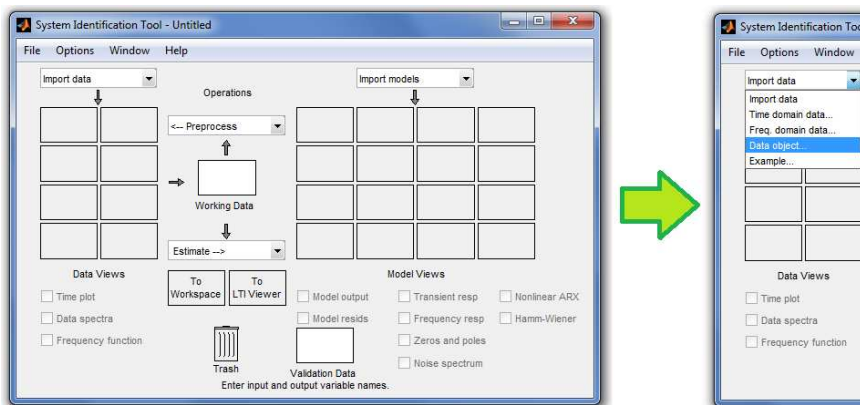 System Identification Tool - Untitled
File Options Window Help
Import data
Import models
Operations
<-- Preprocess
Working Data
Estimate -->
Data Views
To Workspace
To LTI Viewer
Model Views
Time plot
Data spectra
Frequency function
Model output
Transient resp
Nonlinear ARX
Model resids
Frequency resp
Hamm-Wiener
Zeros and poles
Noise spectrum
Trash
Validation Data
Enter input and output variable names.
System Identification Too
File Options Window
Import data
Import data
Time domain data...
Freq. domain data...
Data object...
Example...
Data Views
Time plot
Data spectra
Frequency function